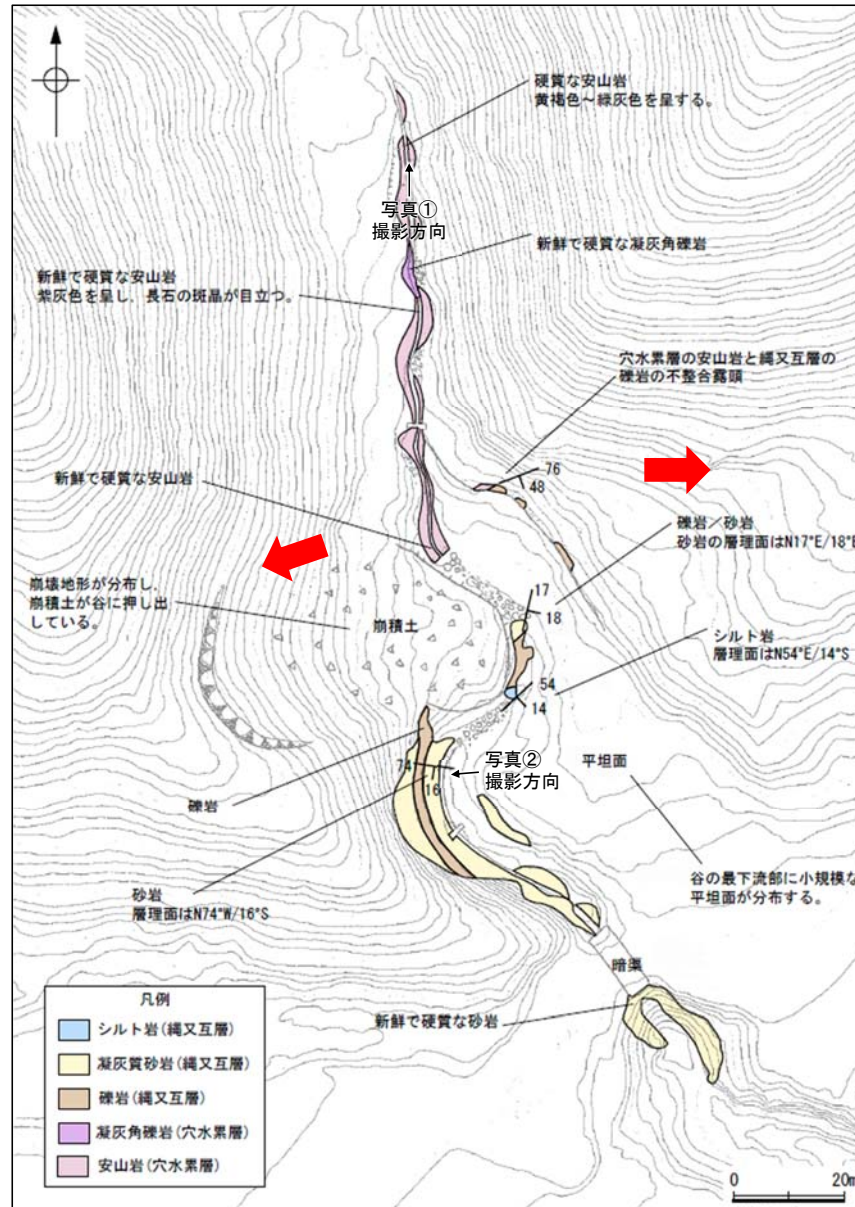 硬質な安山岩
黄褐色～緑灰色を呈する。
写真①
撮影方向
新鮮で硬質な凝灰角礫岩
新鮮で硬質な安山岩
紫灰色を呈し、長石の斑晶が目立つ。
穴水累層の安山岩と縄又互層の
礫岩の不整合露頭
76
48
新鮮で硬質な安山岩
礫岩／砂岩
砂岩の層理面はN17°E/18°E
17
18
崩壊地形が分布し、
崩積土が谷に押し出
している。
崩積土
シルト岩
層理面はN54°E/14°S
54
14
写真②
撮影方向
平坦面
74
16
礫岩
谷の最下流部に小規模な
平坦面が分布する。
砂岩
層理面はN74°W/16°S
暗渠
新鮮で硬質な砂岩
凡例
シルト岩(縄又互層)
凝灰質砂岩(縄又互層)
礫岩(縄又互層)
凝灰角礫岩(穴水累層)
安山岩(穴水累層)
0 20m